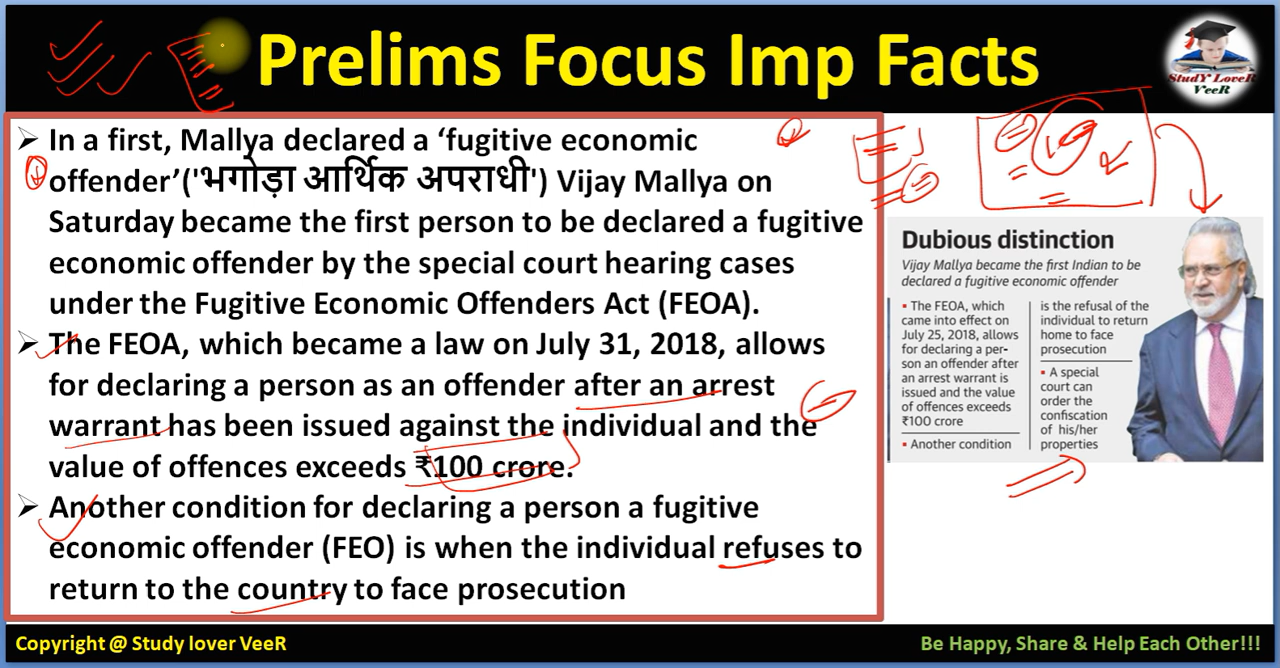 Prelims Focus Imp Facts
StudY LoveR
VeeR
➢ In a first, Mallya declared a ‘fugitive economic
offender’('भगोड़ा आर्थिक अपराधी') Vijay Mallya on
Saturday became the first person to be declared a fugitive
economic offender by the special court hearing cases
under the Fugitive Economic Offenders Act (FEOA).
➢ The FEOA, which became a law on July 31, 2018, allows
for declaring a person as an offender after an arrest
warrant has been issued against the individual and the
value of offences exceeds ₹100 crore.
➢ Another condition for declaring a person a fugitive
economic offender (FEO) is when the individual refuses to
return to the country to face prosecution
Dubious distinction
Vijay Mallya became the first Indian to be
declared a fugitive economic offender
▪ The FEOA, which
came into effect on
July 25, 2018, allows
for declaring a per-
son an offender after
an arrest warrant is
issued and the value
of offences exceeds
₹100 crore
▪ Another condition
is the refusal of the
individual to return
home to face
prosecution
▪ A special
court can
order the
confiscation
of his/her
properties
Copyright @ Study lover VeeR
Be Happy, Share & Help Each Other!!!